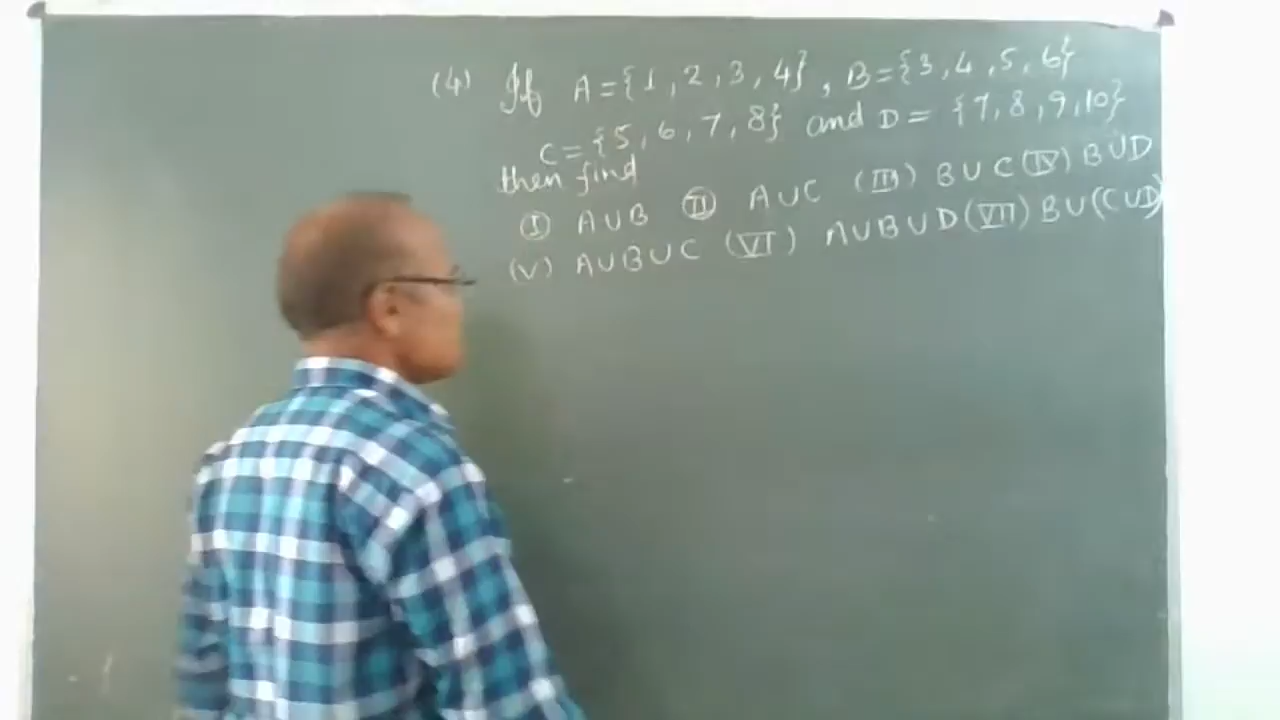 (4) If A={1,2,3,4}, B={3,4,5,6}
C={5,6,7,8} and D= {7,8,9,10}
then find
(I) A∪B (II) A∪C (III) B∪C (IV) B∪D
(V) A∪B∪C (VI) A∪B∪D (VII) B∪(C∪D)